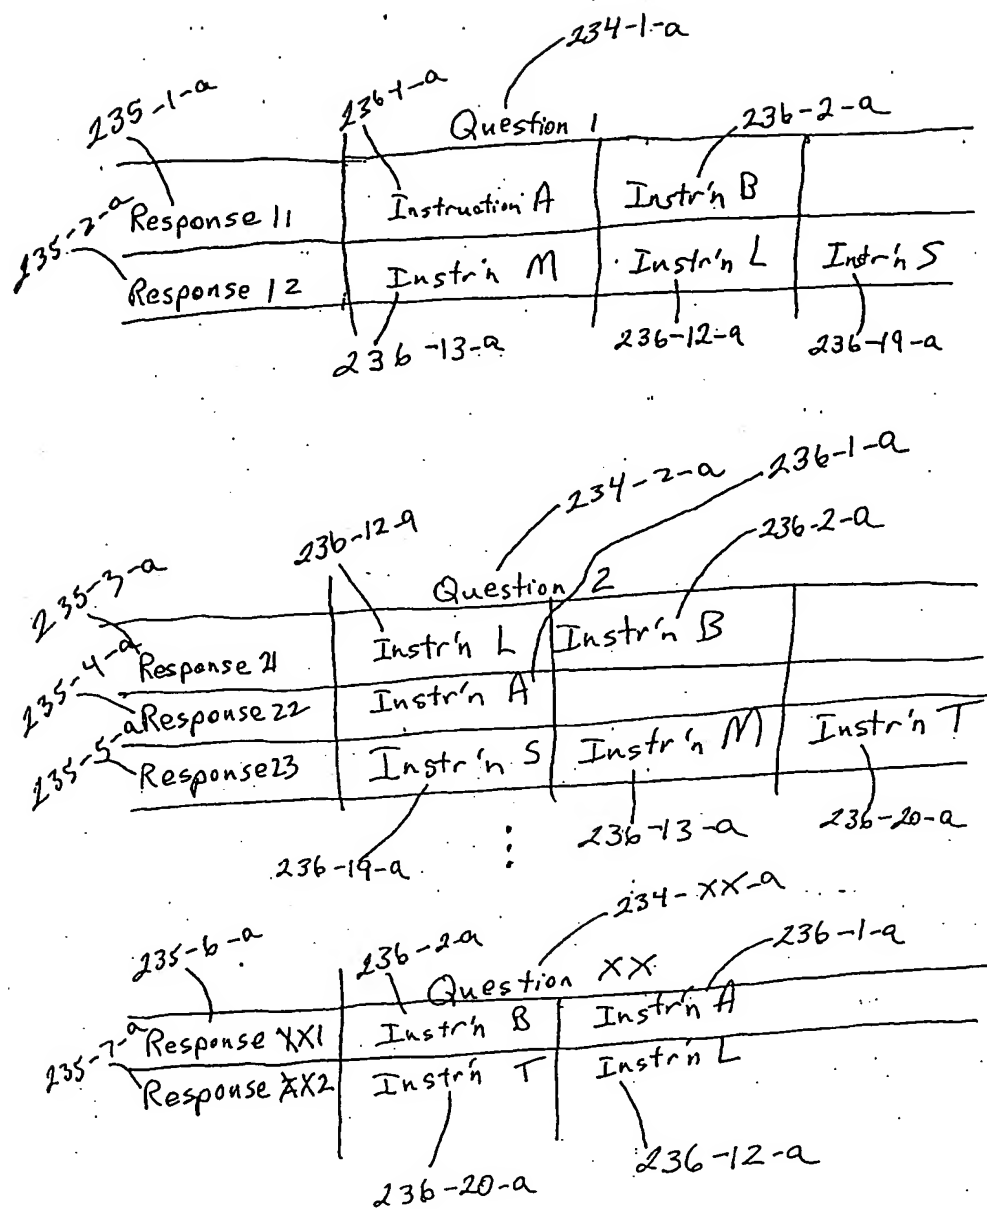 234-1-a
235-1-a
236-1-a
Question 1
236-2-a
235-2-a
Response 11 Instruction A Instr'n B
Response 12 Instr'n M Instr'n L Instr'n S
236-13-a 236-12-a 236-19-a
234-2-a 236-1-a
236-12-a
236-2-a
235-3-a
Question 2
235-4-a
Response 21 Instr'n L Instr'n B
235-5-a
Response 22 Instr'n A
Response 23 Instr'n S Instr'n M Instr'n T
236-19-a 236-13-a 236-20-a
234-XX-a
235-6-a 236-2-a 236-1-a
Question XX
235-7-a
Response XX1 Instr'n B Instr'n A
Response XX2 Instr'n T Instr'n L
236-20-a 236-12-a